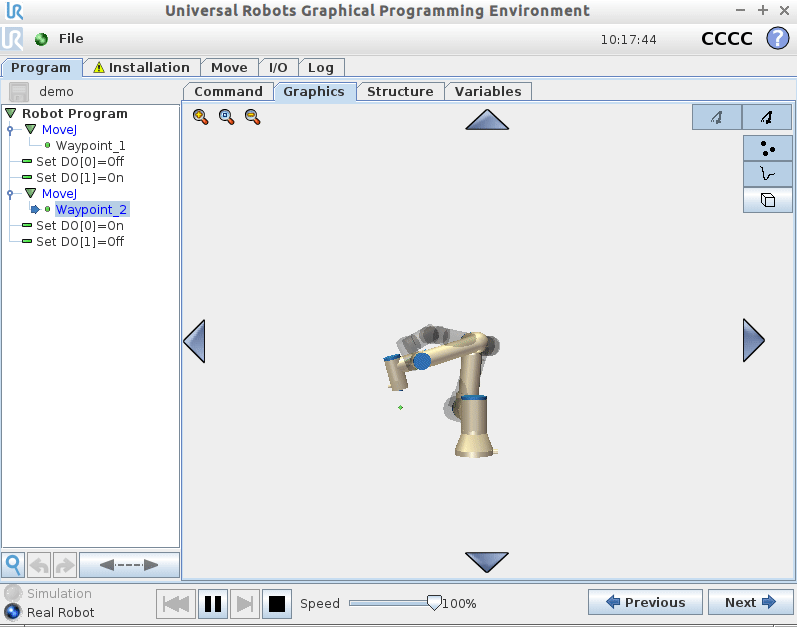 Universal Robots Graphical Programming Environment
File
10:17:44
CCCC
?
Program
Installation
Move
I/O
Log
demo
Command
Graphics
Structure
Variables
Robot Program
MoveJ
Waypoint_1
Set DO[0]=Off
Set DO[1]=On
MoveJ
Waypoint_2
Set DO[0]=On
Set DO[1]=Off
Simulation
Real Robot
Speed
100%
Previous
Next